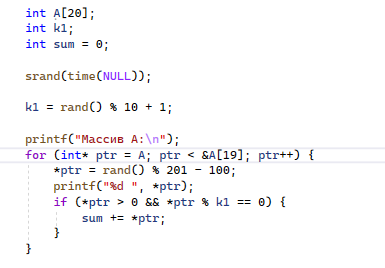 int A[20];
int k1;
int sum = 0;
srand(time(NULL));
k1 = rand() % 10 + 1;
printf("Массив A:\n");
for (int* ptr = A; ptr < &A[19]; ptr++) {
*ptr = rand() % 201 - 100;
printf("%d ", *ptr);
if (*ptr > 0 && *ptr % k1 == 0) {
sum += *ptr;
}
}